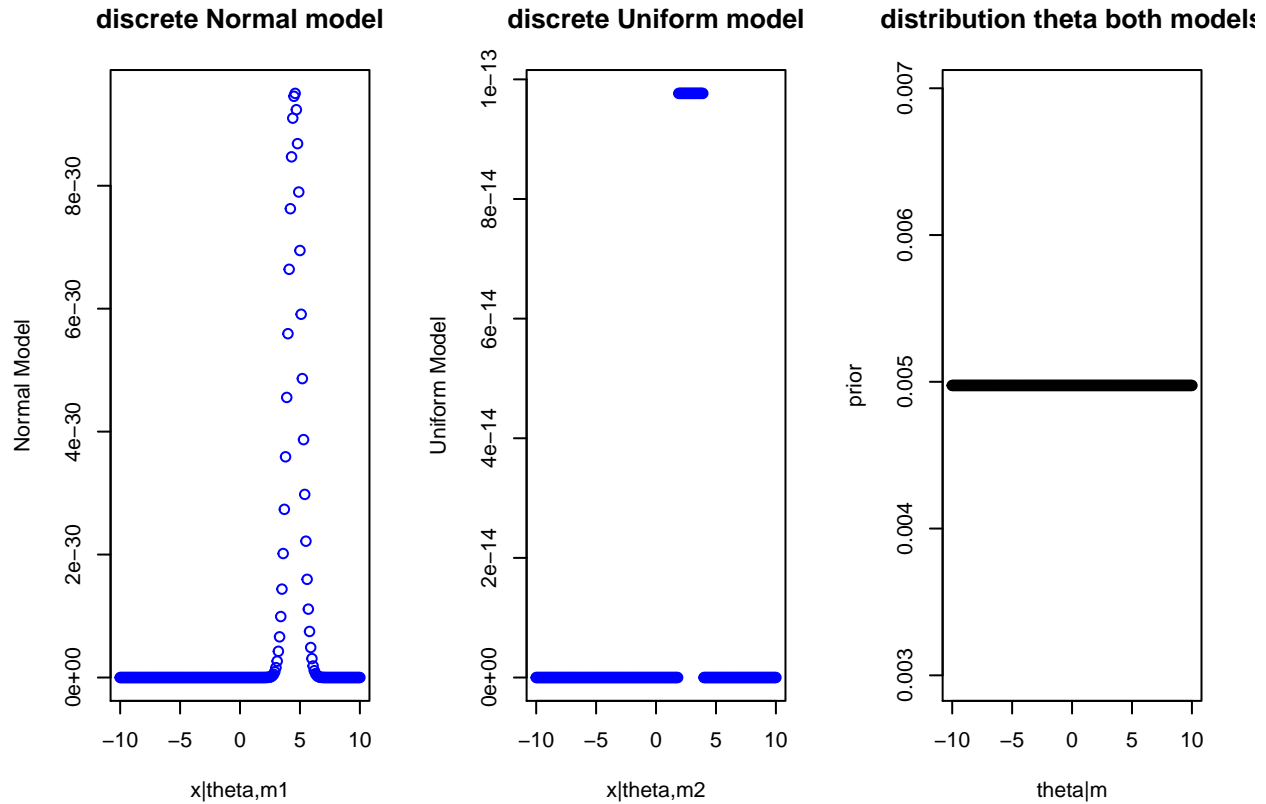 discrete Normal model
Normal Model
0e+00 2e−30 4e−30 6e−30 8e−30
−10 −5 0 5 10
x|theta,m1
discrete Uniform model
Uniform Model
0e+00 2e−14 4e−14 6e−14 8e−14 1e−13
−10 −5 0 5 10
x|theta,m2
distribution theta both models
prior
0.003 0.004 0.005 0.006 0.007
−10 −5 0 5 10
theta|m